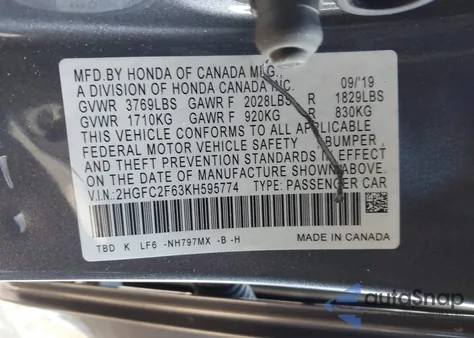 MFD.BY HONDA OF CANADA MFG.,
A DIVISION OF HONDA CANADA INC. 09/'19
GVWR 3769LBS GAWR F 2028LBS R 1829LBS
GVWR 1710KG GAWR F 920KG R 830KG
THIS VEHICLE CONFORMS TO ALL APPLICABLE
FEDERAL MOTOR VEHICLE SAFETY, BUMPER,
AND THEFT PREVENTION STANDARDS IN EFFECT
ON THE DATE OF MANUFACTURE SHOWN ABOVE.
V.I.N.: 2HGFC2F63KH595774 TYPE: PASSENGER CAR
TBD K LF6 -NH797MX -B -H MADE IN CANADA
autoSnap